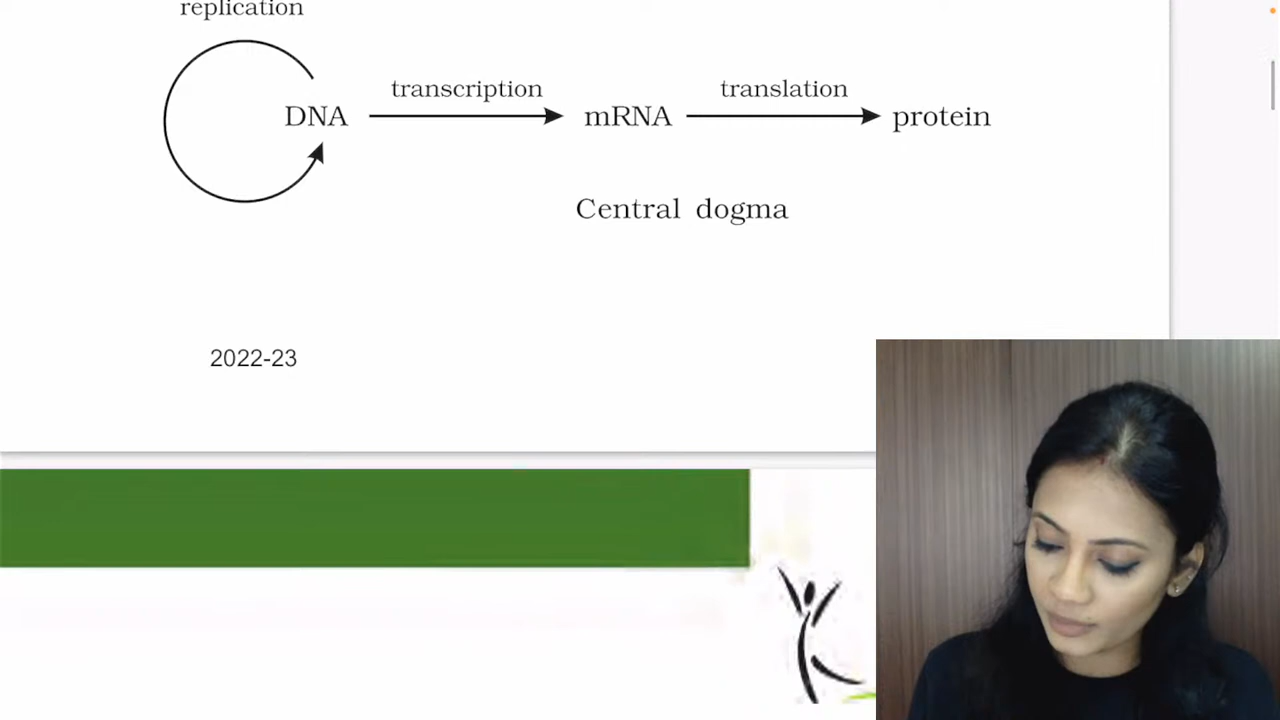 replication
transcription
translation
DNA
mRNA
protein
Central dogma
2022-23